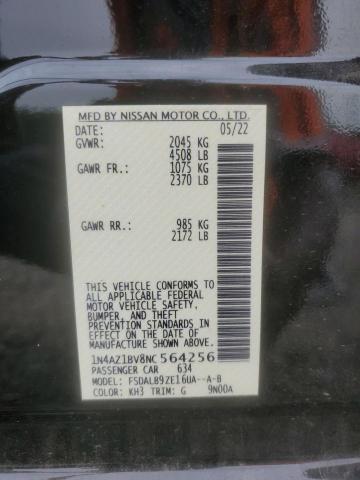 MFD BY NISSAN MOTOR CO., LTD.
DATE: 05/22
GVWR: 2045 KG
4508 LB
GAWR FR.: 1075 KG
2370 LB
GAWR RR.: 985 KG
2172 LB
THIS VEHICLE CONFORMS TO
ALL APPLICABLE FEDERAL
MOTOR VEHICLE SAFETY,
BUMPER, AND THEFT
PREVENTION STANDARDS
IN EFFECT ON THE DATE OF
MANUFACTURE SHOWN ABOVE.
1N4AZ1BV8NC564256
PASSENGER CAR 634
MODEL: FSDALB9ZE16UA--A-B
COLOR: KH3 TRIM: G 9N00A